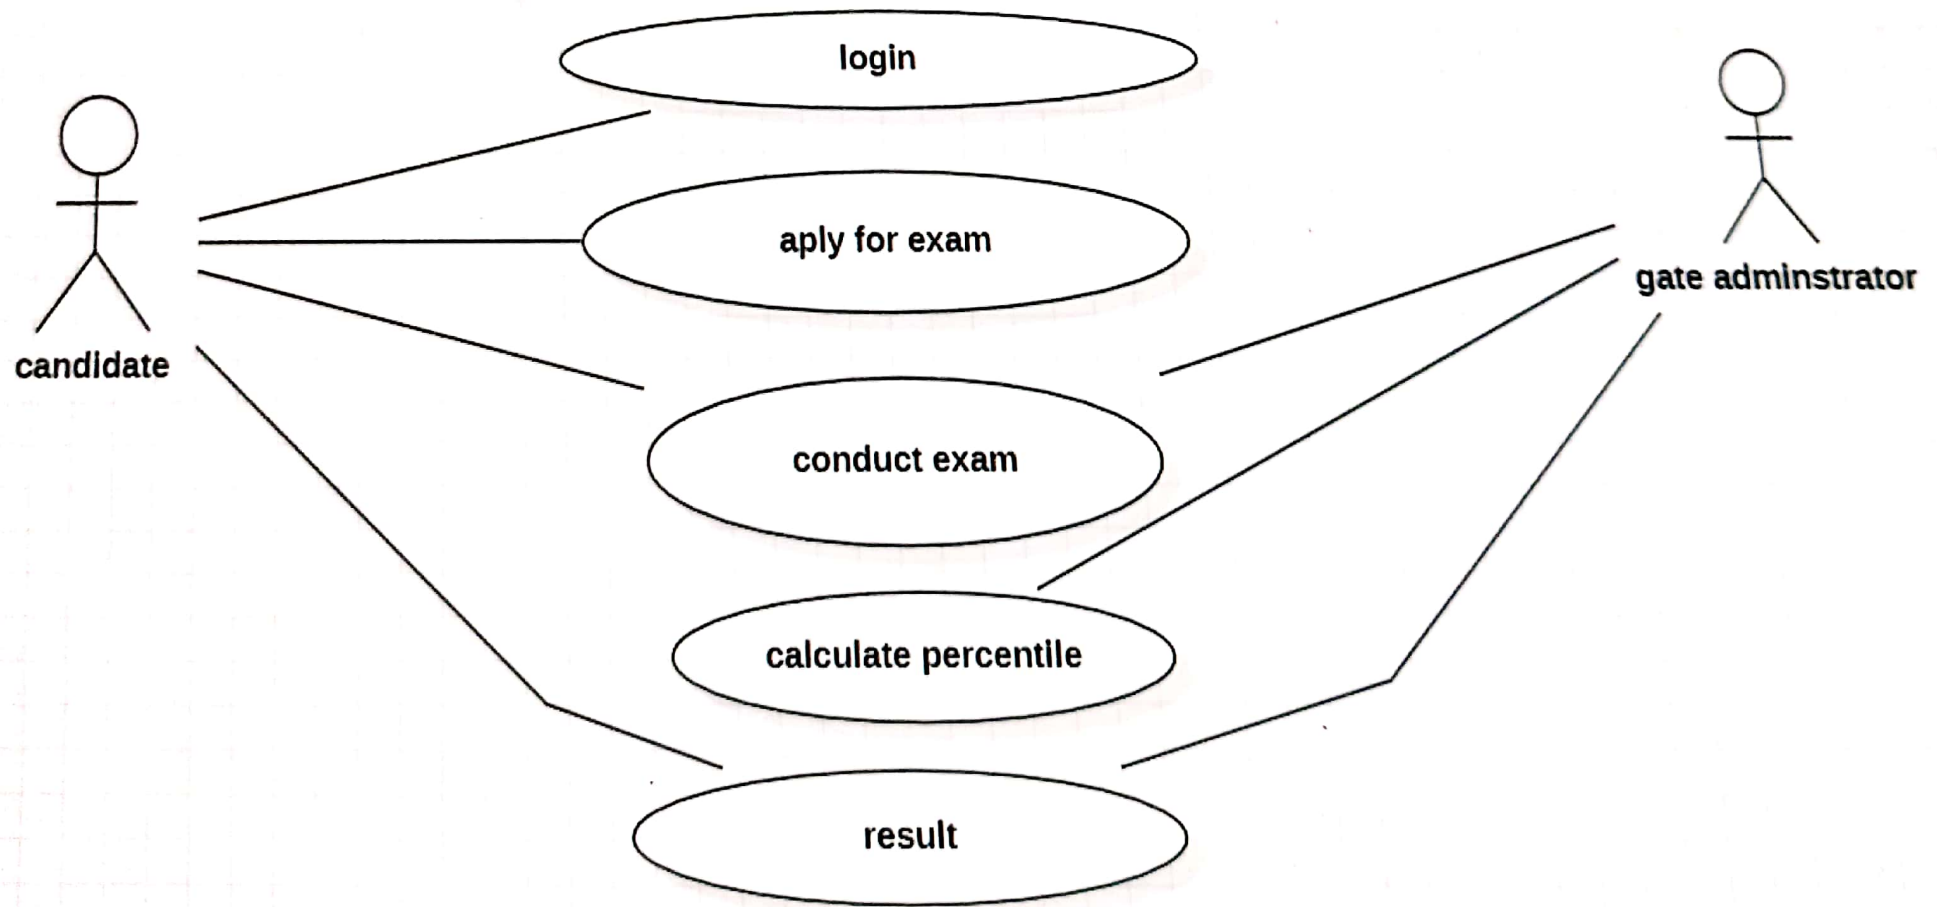 login
aply for exam
gate adminstrator
candidate
conduct exam
calculate percentile
result